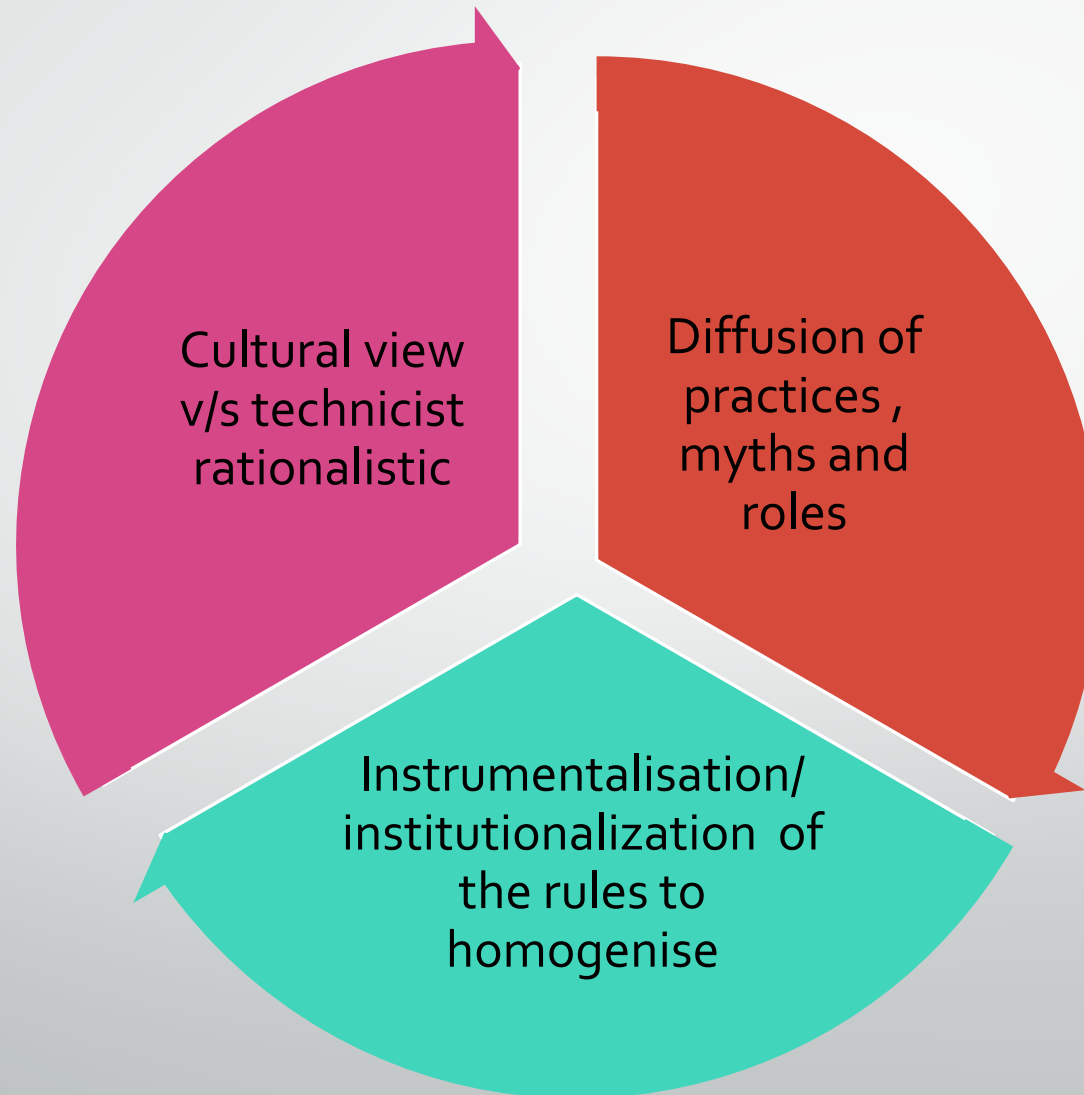 Cultural view
v/s technicist
rationalistic
Diffusion of
practices ,
myths and
roles
Instrumentalisation/
institutionalization of
the rules to
homogenise